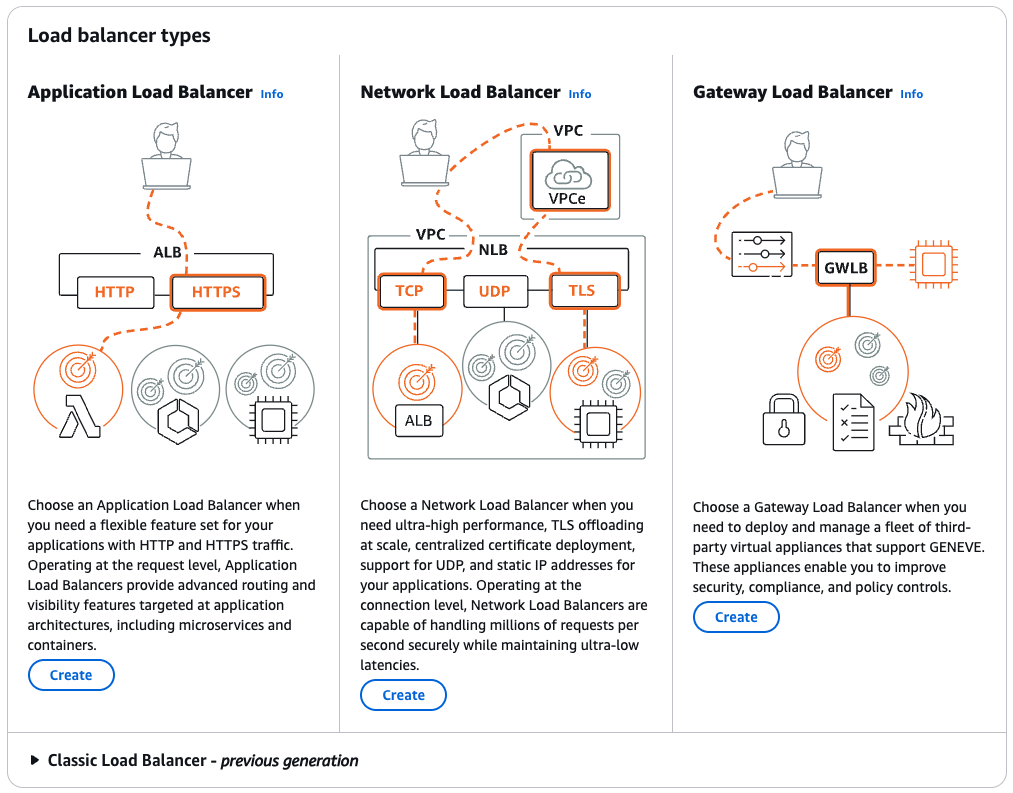 Load balancer types
Application Load Balancer Info
ALB
HTTP
HTTPS
Choose an Application Load Balancer when
you need a flexible feature set for your
applications with HTTP and HTTPS traffic.
Operating at the request level, Application
Load Balancers provide advanced routing and
visibility features targeted at application
architectures, including microservices and
containers.
Create
Network Load Balancer Info
VPC
VPCe
VPC
NLB
TCP
UDP
TLS
ALB
Choose a Network Load Balancer when you
need ultra-high performance, TLS offloading
at scale, centralized certificate deployment,
support for UDP, and static IP addresses for
your applications. Operating at the
connection level, Network Load Balancers are
capable of handling millions of requests per
second securely while maintaining ultra-low
latencies.
Create
Gateway Load Balancer Info
GWLB
Choose a Gateway Load Balancer when you
need to deploy and manage a fleet of third-
party virtual appliances that support GENEVE.
These appliances enable you to improve
security, compliance, and policy controls.
Create
Classic Load Balancer - previous generation